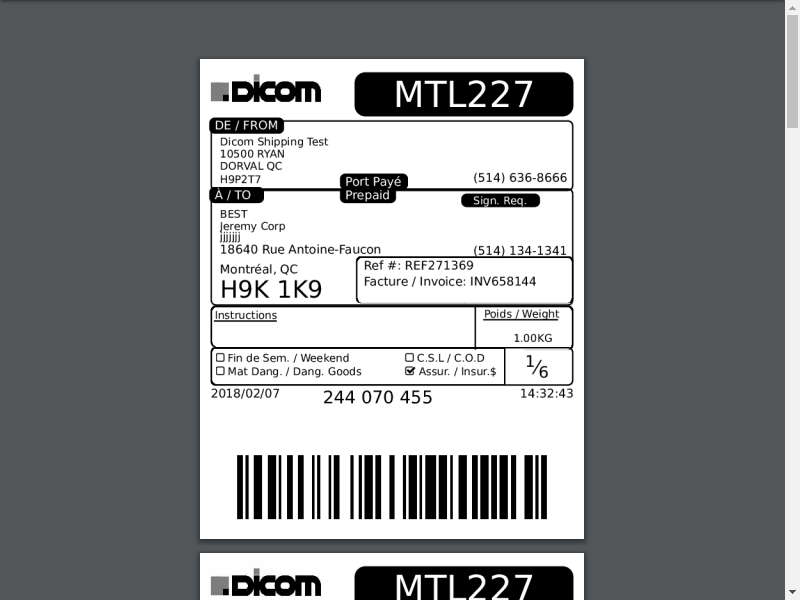 Dicom
MTL227
DE / FROM
Dicom Shipping Test
10500 RYAN
DORVAL QC
H9P2T7
(514) 636-8666
Port Payé
Prepaid
À / TO
Sign. Req.
BEST
Jeremy Corp
jjjjjjj
18640 Rue Antoine-Faucon
(514) 134-1341
Montréal, QC
H9K 1K9
Ref #: REF271369
Facture / Invoice: INV658144
Instructions
Poids / Weight
1.00KG
Fin de Sem. / Weekend
C.S.L / C.O.D
Mat Dang. / Dang. Goods
Assur. / Insur.$
1/6
2018/02/07
244 070 455
14:32:43
Dicom
MTL227